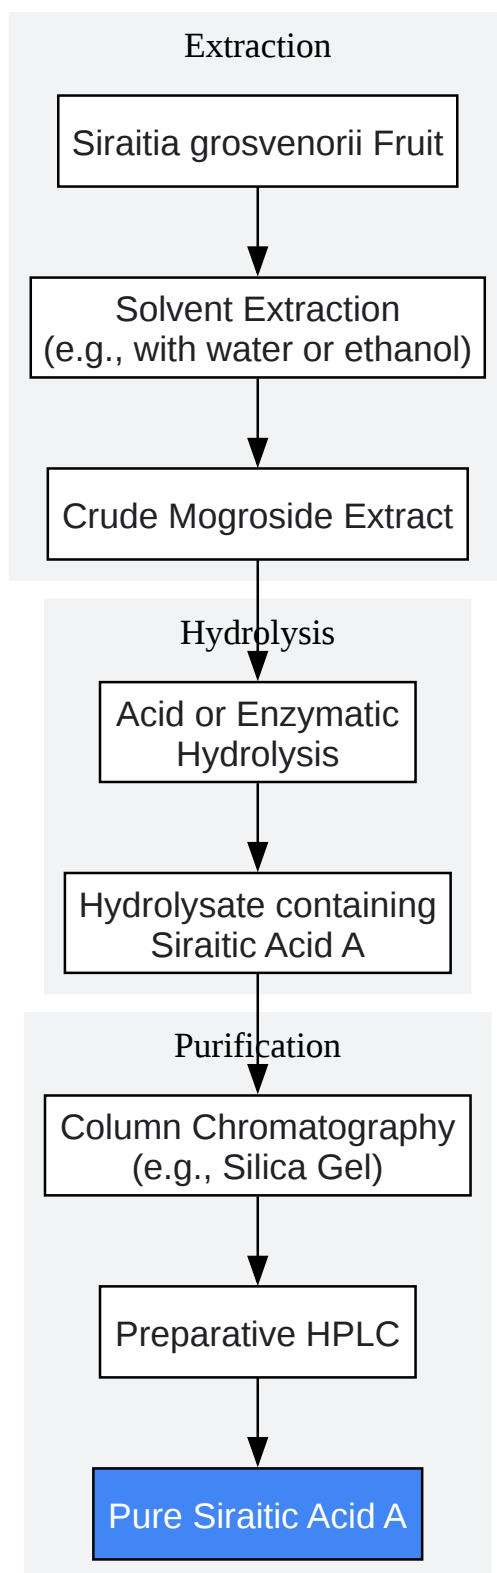 Extraction
Siraitia grosvenorii Fruit
Solvent Extraction
(e.g., with water or ethanol)
Crude Mogroside Extract
Hydrolysis
Acid or Enzymatic
Hydrolysis
Hydrolysate containing
Siraitic Acid A
Purification
Column Chromatography
(e.g., Silica Gel)
Preparative HPLC
Pure Siraitic Acid A